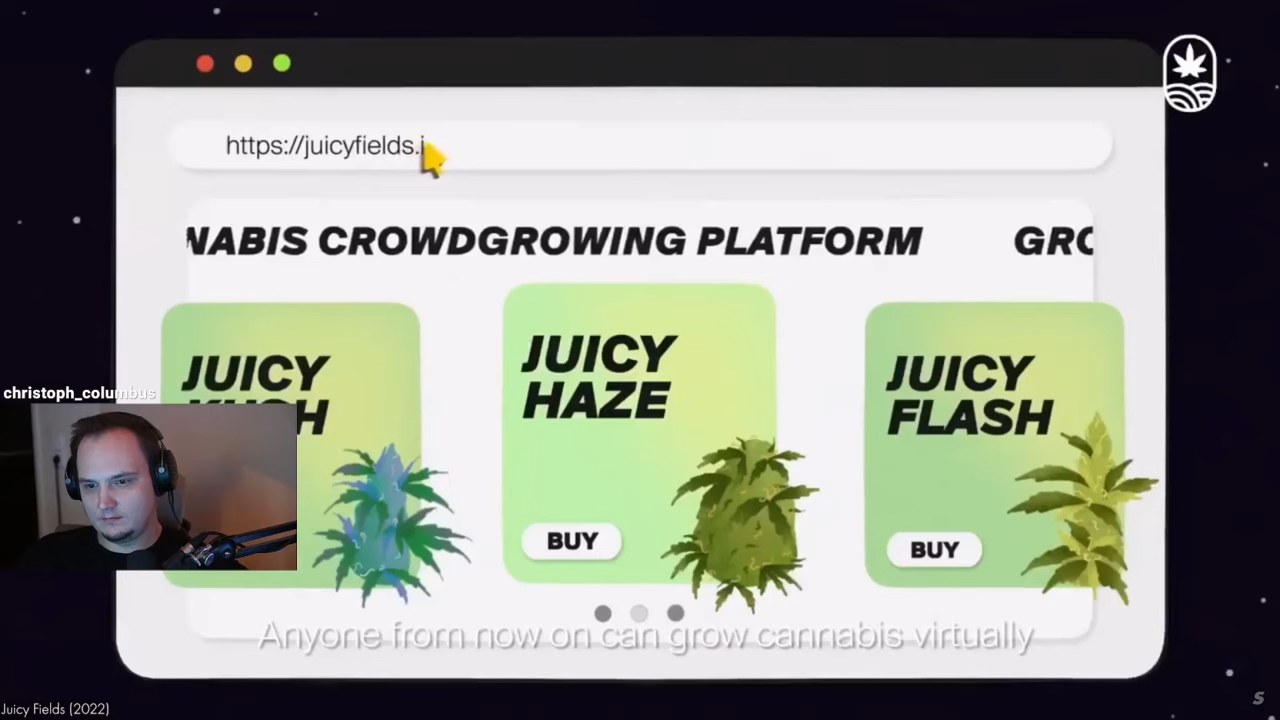 https://juicyfields.i
NABIS CROWDGROWING PLATFORM GRO
JUICY
JUICY
HAZE
BUY
JUICY
FLASH
BUY
christoph_columbus
Anyone from now on can grow cannabis virtually
Juicy Fields (2022)
S